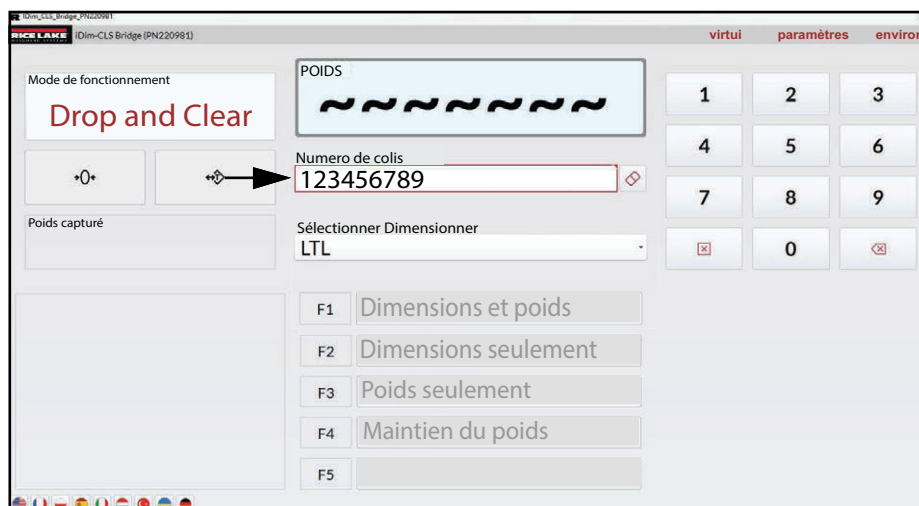 iDim_CLS_Bridge_PN220981
RICE LAKE
WEIGHING SYSTEMS
iDim-CLS Bridge (PN220981)
virtui
paramètres
environ
Mode de fonctionnement
Drop and Clear
POIDS
~~~~~~~
Numero de colis
123456789
Poids capturé
Sélectionner Dimensionner
LTL
F1 Dimensions et poids
F2 Dimensions seulement
F3 Poids seulement
F4 Maintien du poids
F5
1 2 3
4 5 6
7 8 9
0